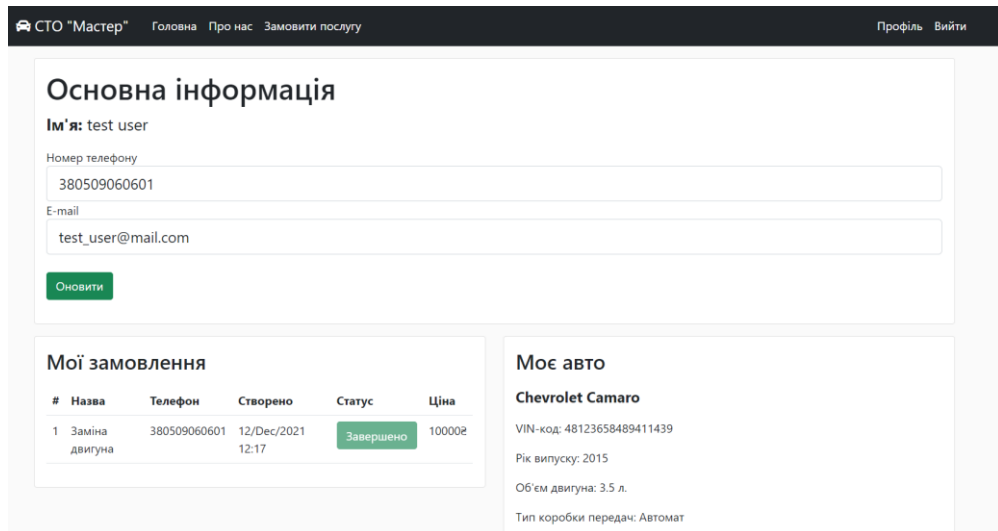 СТО "Мастер" Головна Про нас Замовити послугу Профіль Вийти
Основна інформація
Ім'я: test user
Номер телефону
380509060601
E-mail
test_user@mail.com
Оновити
Мої замовлення
# Назва Телефон Створено Статус Ціна
1 Заміна двигуна 380509060601 12/Dec/2021 12:17 Завершено 10000₴
Моє авто
Chevrolet Camaro
VIN-код: 48123658489411439
Рік випуску: 2015
Об'єм двигуна: 3.5 л.
Тип коробки передач: Автомат